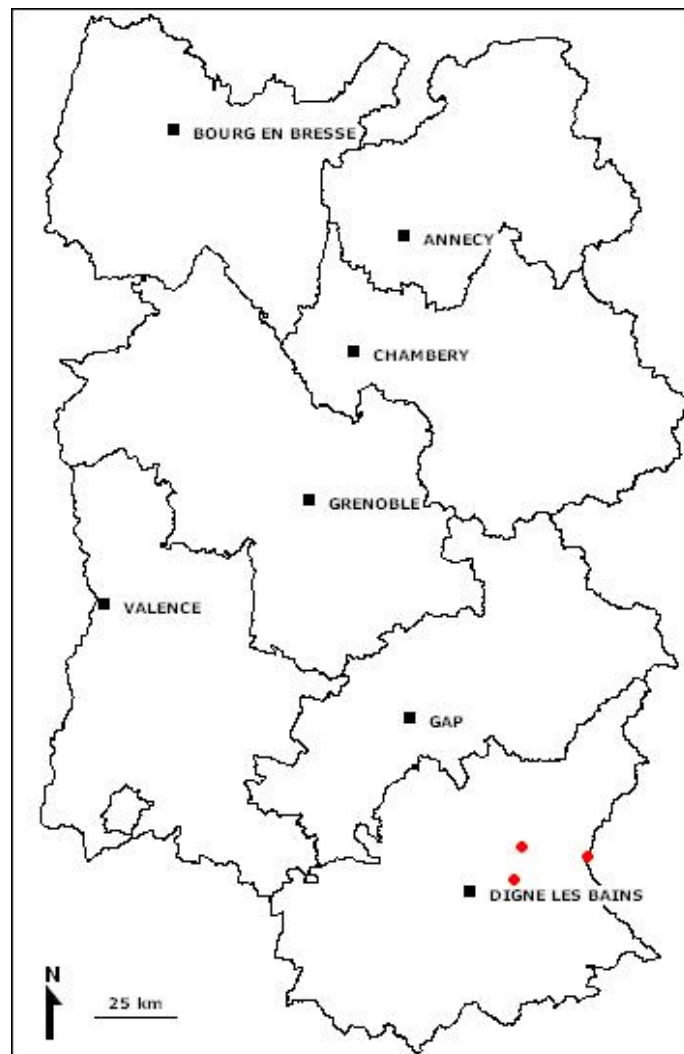 BOURG EN BRESSE
ANNECY
CHAMBERY
GRENOBLE
VALENCE
GAP
DIGNE LES BAINS
N
25 km